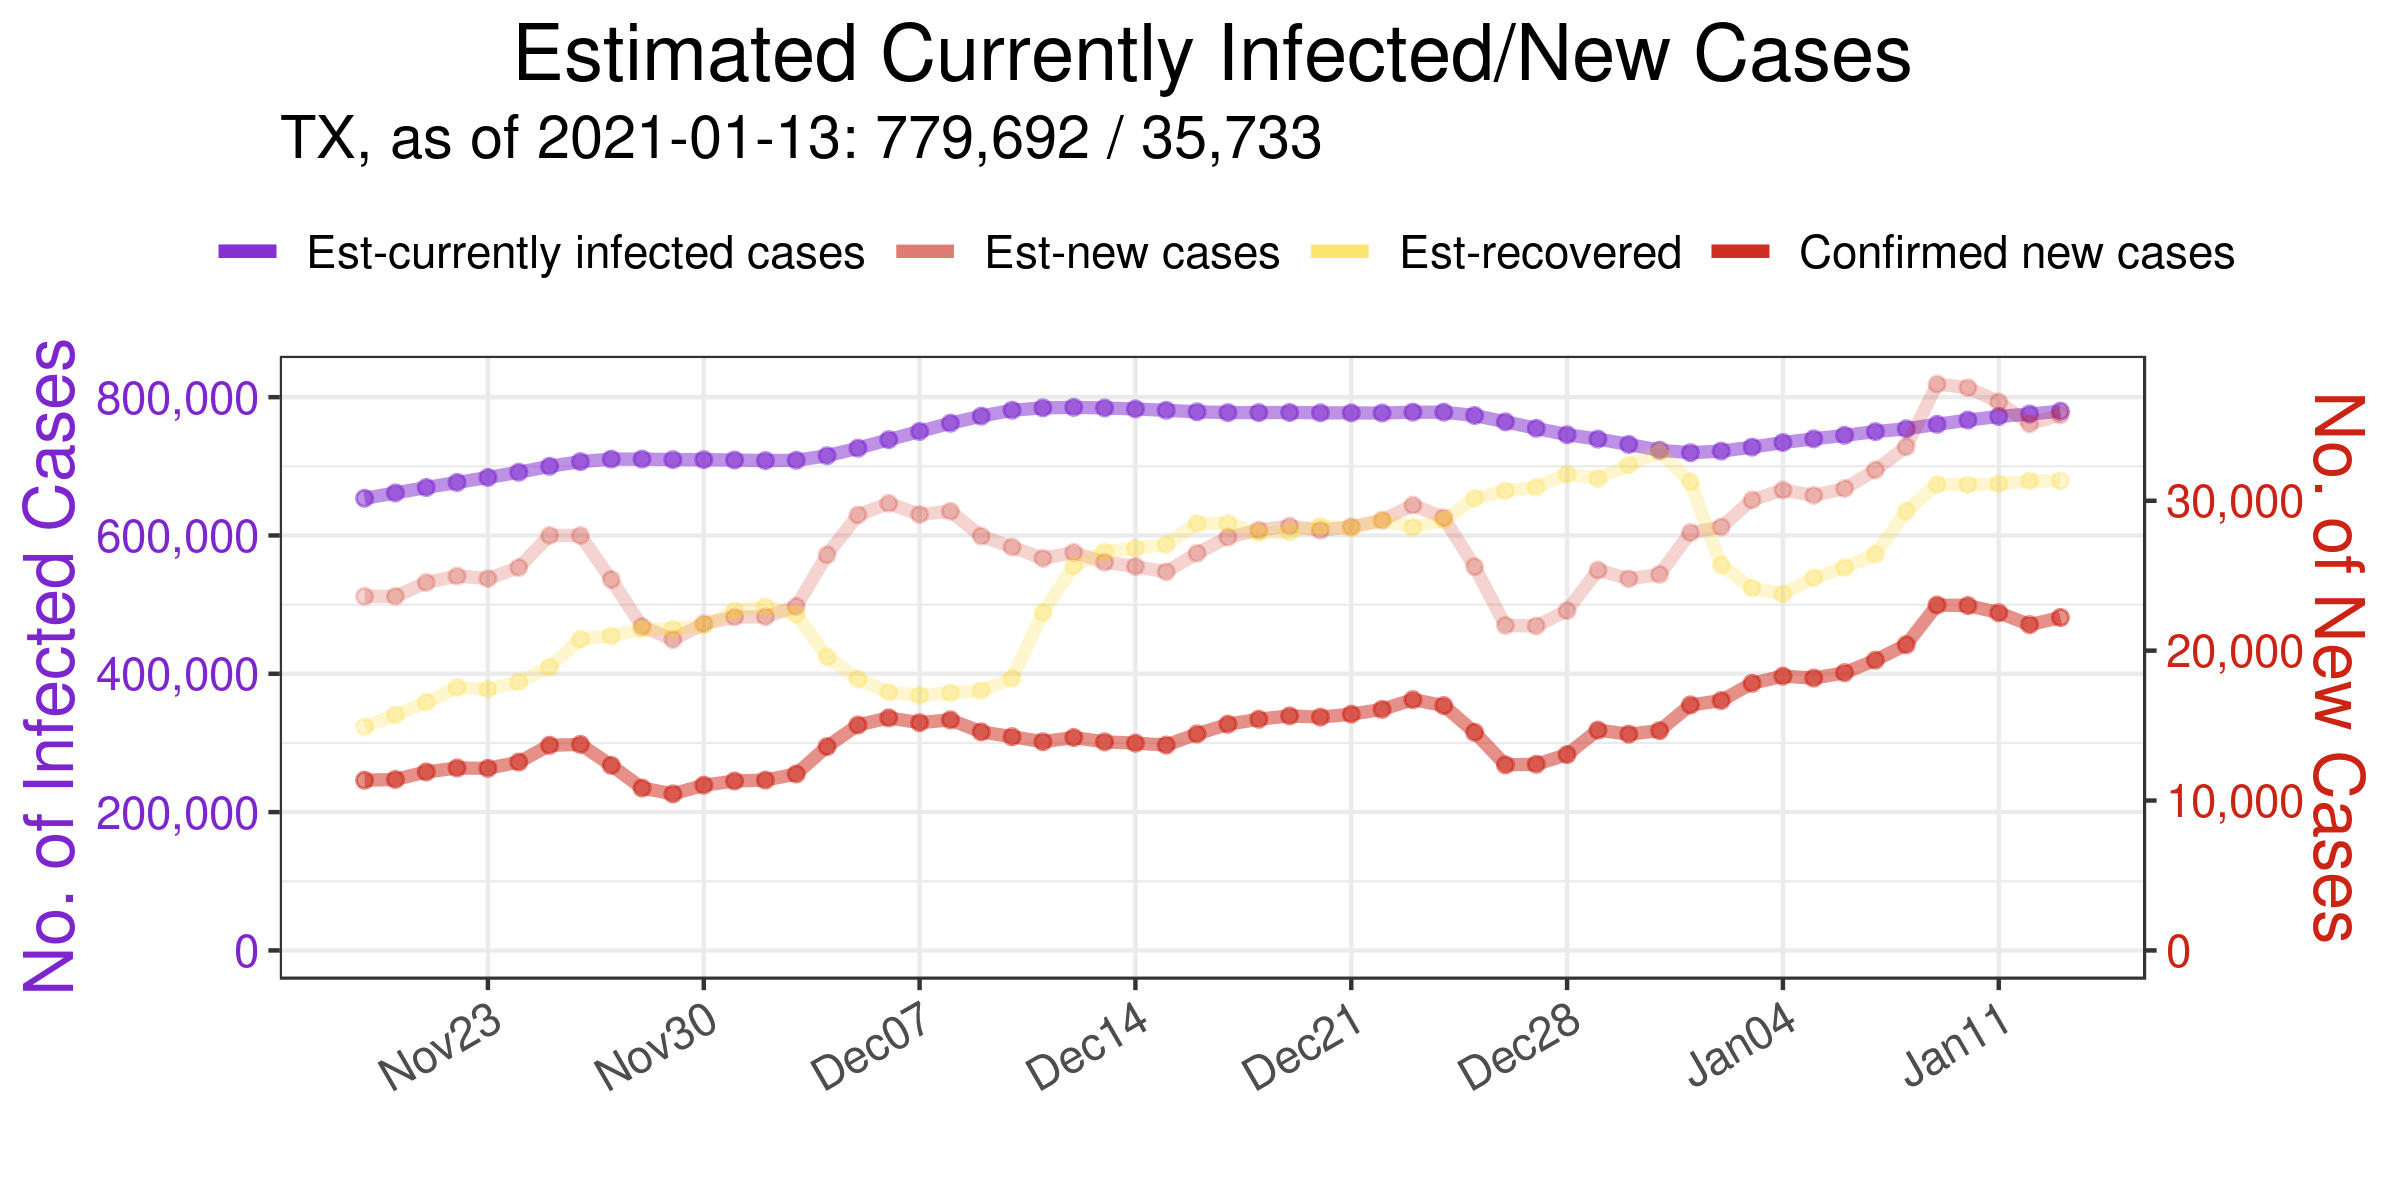 Estimated Currently Infected/New Cases
TX, as of 2021-01-13: 779,692 / 35,733
Est-currently infected cases Est-new cases Est-recovered Confirmed new cases
No. of Infected Cases
800,000
600,000
400,000
200,000
0
30,000
20,000
10,000
0
No. of New Cases
Nov23 Nov30 Dec07 Dec14 Dec21 Dec28 Jan04 Jan11